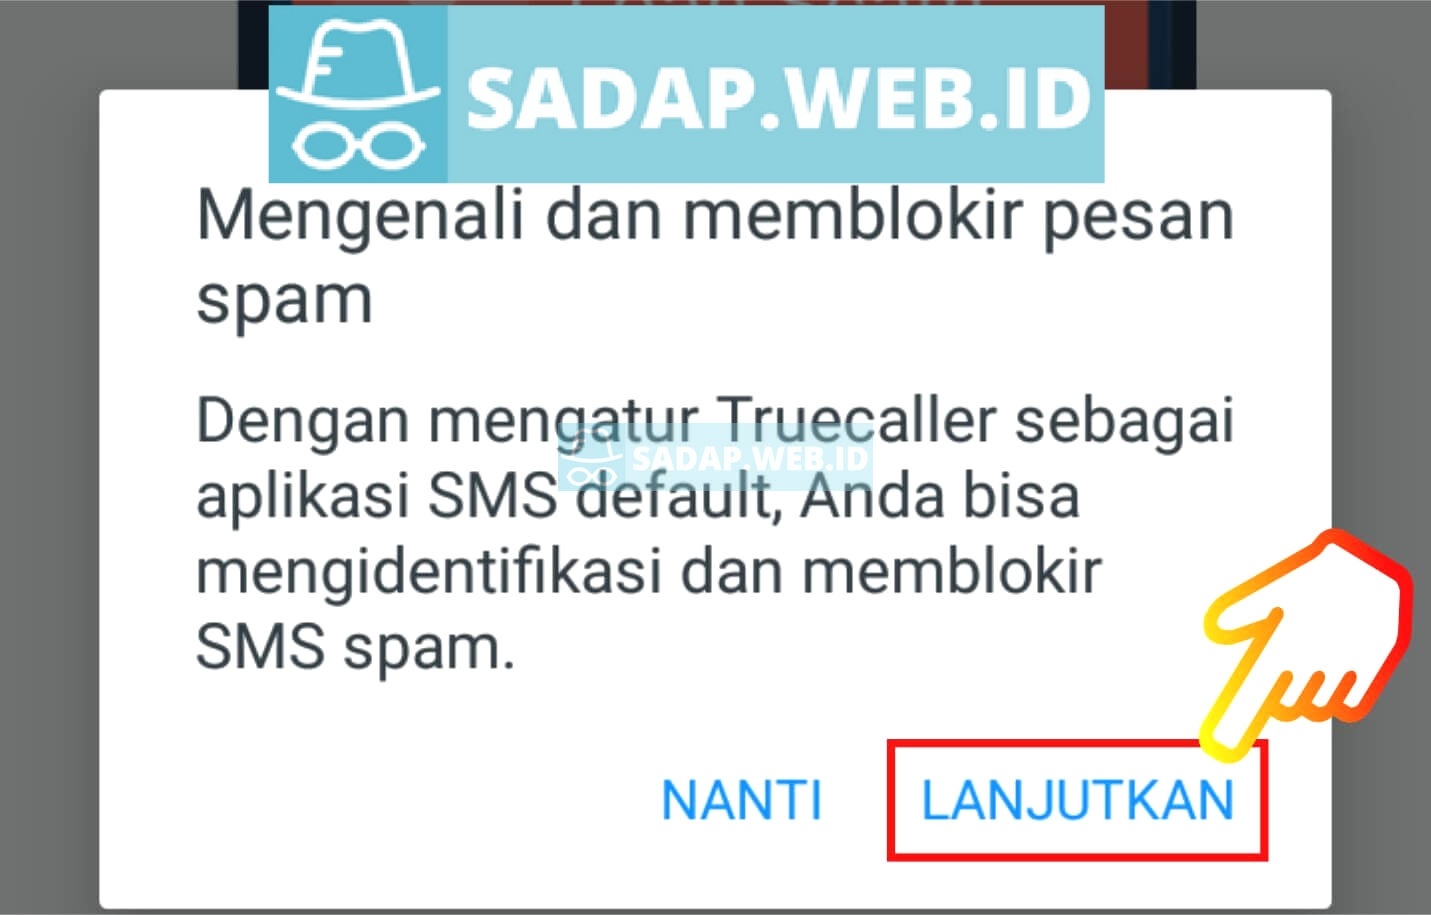 SADAP.WEB.ID
Mengenali dan memblokir pesan
spam
Dengan mengatur Truecaller sebagai
SADAP.WEB.ID
aplikasi SMS default, Anda bisa
mengidentifikasi dan memblokir
SMS spam.
NANTI LANJUTKAN